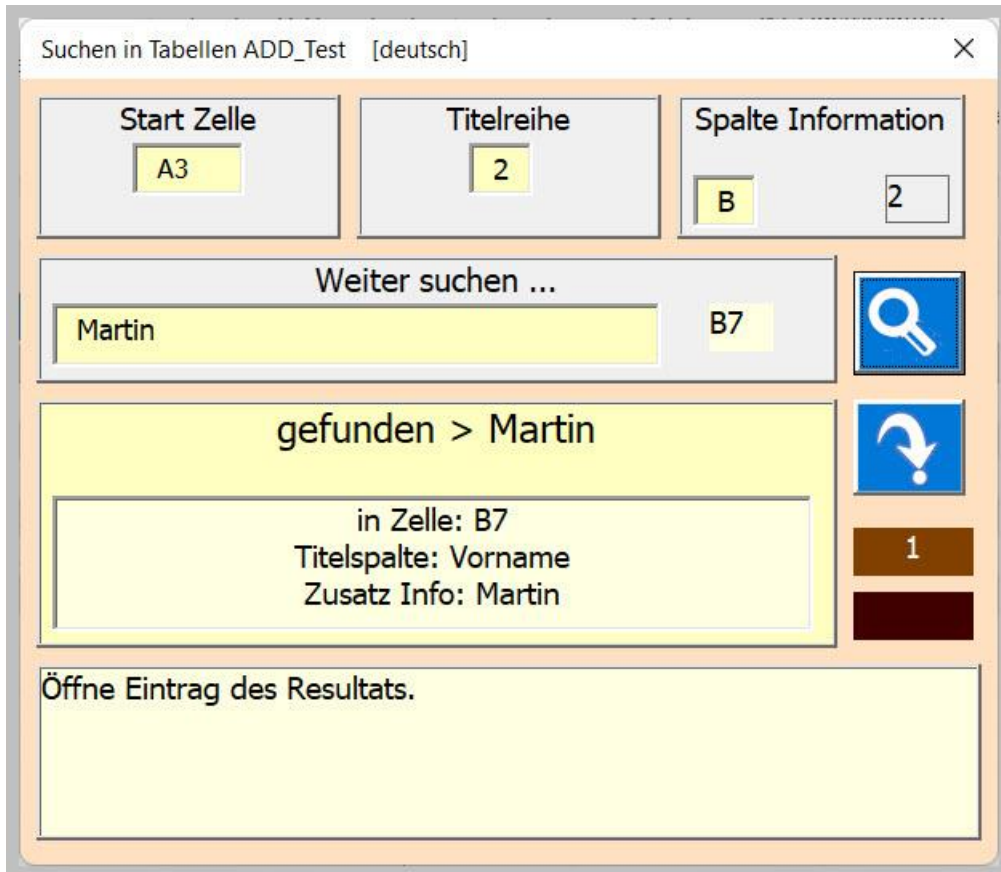 Suchen in Tabellen ADD_Test [deutsch]
Start Zelle
A3
Titelreihe
2
Spalte Information
B 2
Weiter suchen ...
Martin B7
gefunden > Martin
in Zelle: B7
Titelspalte: Vorname
Zusatz Info: Martin
1
Öffne Eintrag des Resultats.